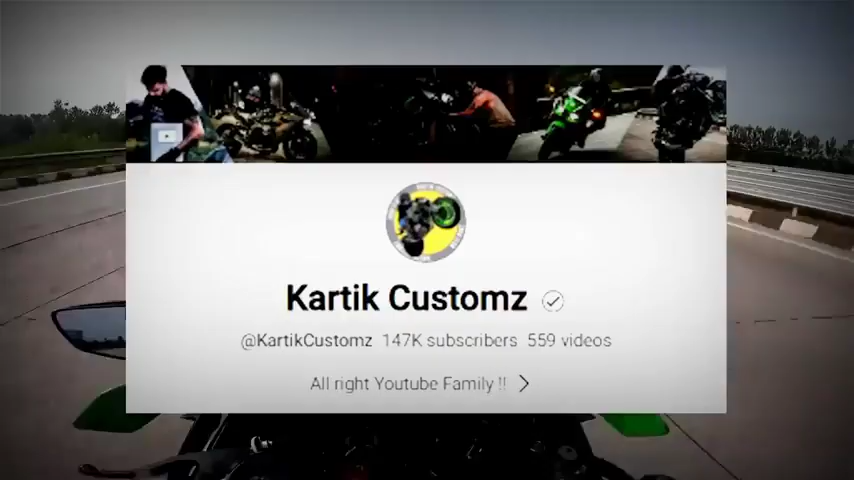 Kartik Customz
@KartikCustomz 147K subscribers 559 videos
All right Youtube Family !!